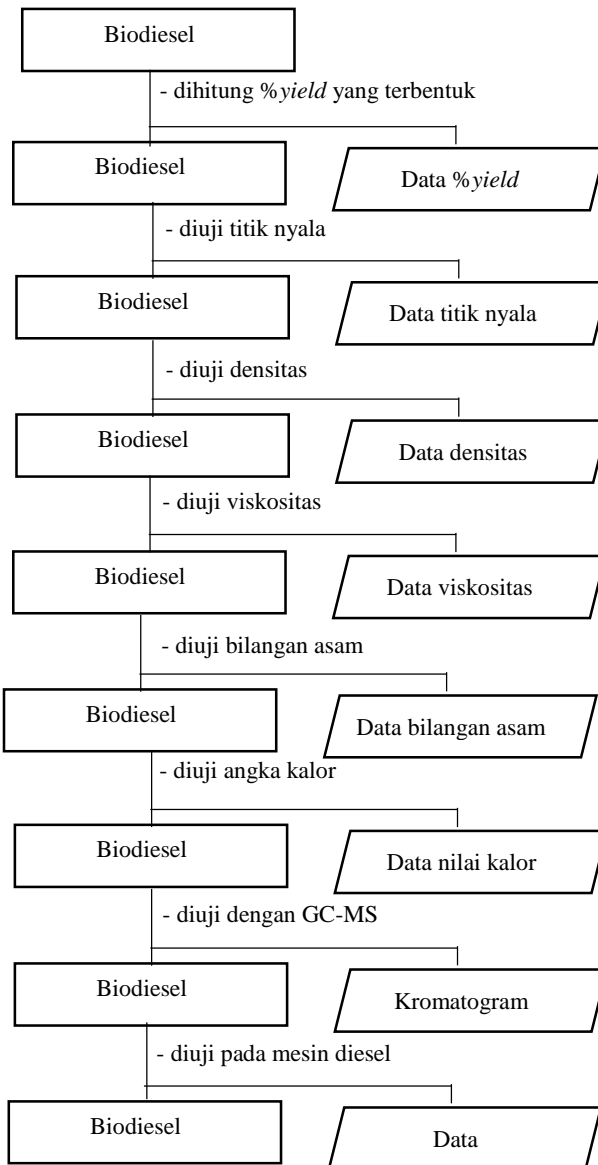 Biodiesel
- dihitung %yield yang terbentuk
Biodiesel
Data %yield
- diuji titik nyala
Biodiesel
Data titik nyala
- diuji densitas
Biodiesel
Data densitas
- diuji viskositas
Biodiesel
Data viskositas
- diuji bilangan asam
Biodiesel
Data bilangan asam
- diuji angka kalor
Biodiesel
Data nilai kalor
- diuji dengan GC-MS
Biodiesel
Kromatogram
- diuji pada mesin diesel
Biodiesel
Data